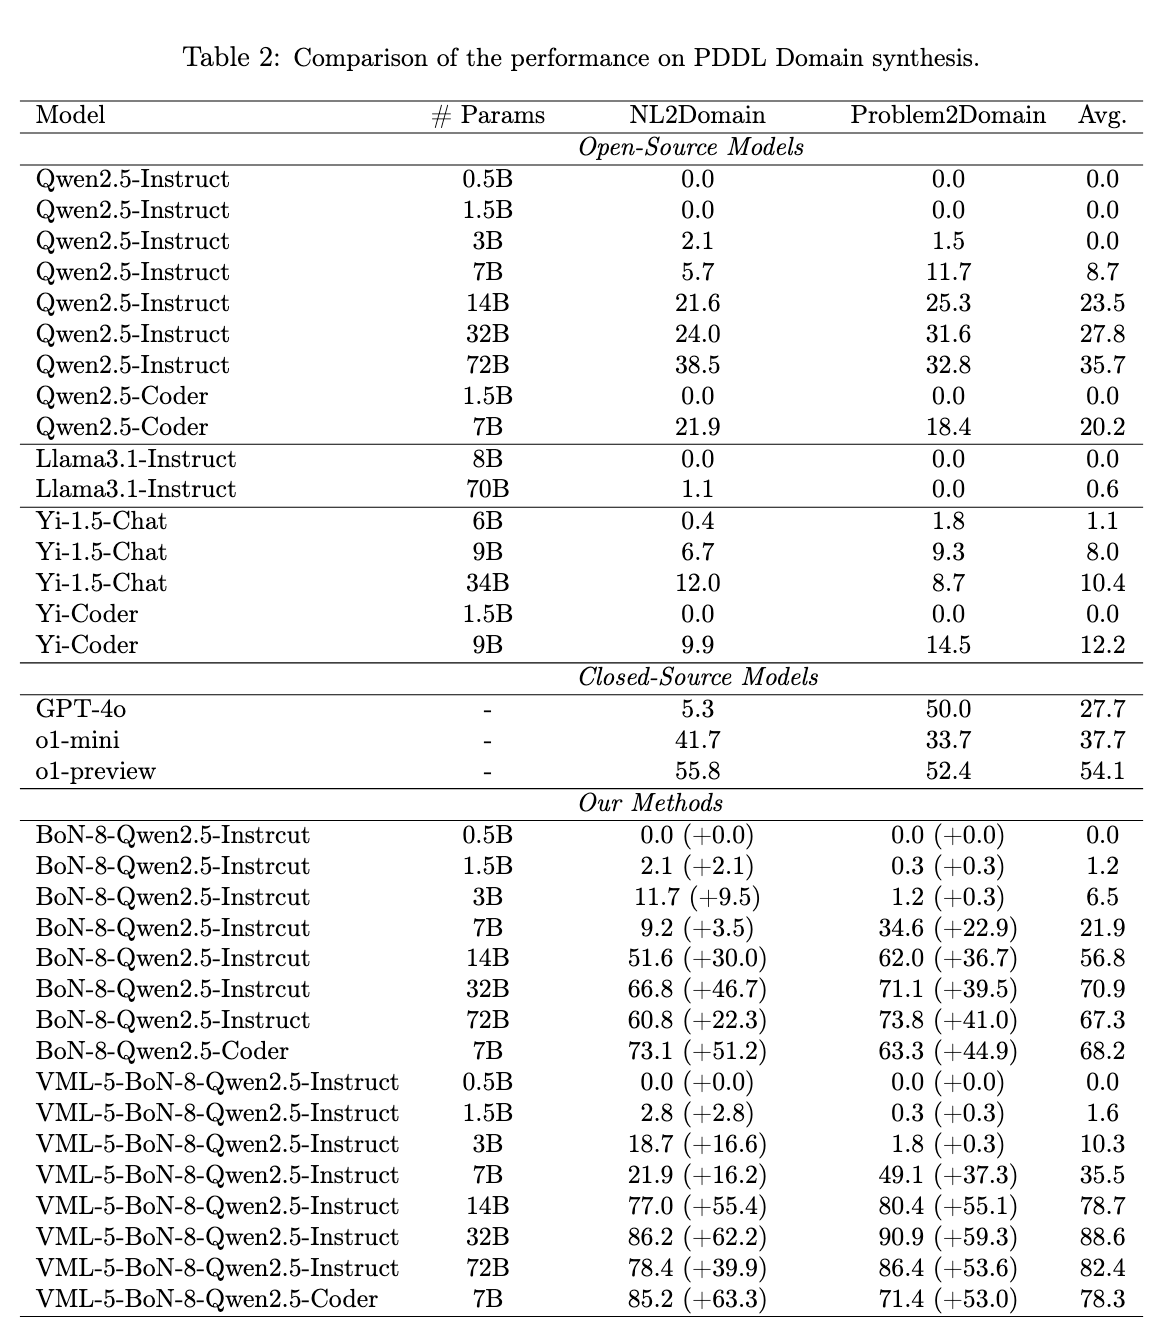 Table 2: Comparison of the performance on PDDL Domain synthesis.
Model # Params NL2Domain Problem2Domain Avg.
Open-Source Models
Qwen2.5-Instruct 0.5B 0.0 0.0 0.0
Qwen2.5-Instruct 1.5B 0.0 0.0 0.0
Qwen2.5-Instruct 3B 2.1 1.5 0.0
Qwen2.5-Instruct 7B 5.7 11.7 8.7
Qwen2.5-Instruct 14B 21.6 25.3 23.5
Qwen2.5-Instruct 32B 24.0 31.6 27.8
Qwen2.5-Instruct 72B 38.5 32.8 35.7
Qwen2.5-Coder 1.5B 0.0 0.0 0.0
Qwen2.5-Coder 7B 21.9 18.4 20.2
Llama3.1-Instruct 8B 0.0 0.0 0.0
Llama3.1-Instruct 70B 1.1 0.0 0.6
Yi-1.5-Chat 6B 0.4 1.8 1.1
Yi-1.5-Chat 9B 6.7 9.3 8.0
Yi-1.5-Chat 34B 12.0 8.7 10.4
Yi-Coder 1.5B 0.0 0.0 0.0
Yi-Coder 9B 9.9 14.5 12.2
Closed-Source Models
GPT-4o - 5.3 50.0 27.7
o1-mini - 41.7 33.7 37.7
o1-preview - 55.8 52.4 54.1
Our Methods
BoN-8-Qwen2.5-Instrcut 0.5B 0.0 (+0.0) 0.0 (+0.0) 0.0
BoN-8-Qwen2.5-Instrcut 1.5B 2.1 (+2.1) 0.3 (+0.3) 1.2
BoN-8-Qwen2.5-Instrcut 3B 11.7 (+9.5) 1.2 (+0.3) 6.5
BoN-8-Qwen2.5-Instrcut 7B 9.2 (+3.5) 34.6 (+22.9) 21.9
BoN-8-Qwen2.5-Instrcut 14B 51.6 (+30.0) 62.0 (+36.7) 56.8
BoN-8-Qwen2.5-Instrcut 32B 66.8 (+46.7) 71.1 (+39.5) 70.9
BoN-8-Qwen2.5-Instruct 72B 60.8 (+22.3) 73.8 (+41.0) 67.3
BoN-8-Qwen2.5-Coder 7B 73.1 (+51.2) 63.3 (+44.9) 68.2
VML-5-BoN-8-Qwen2.5-Instruct 0.5B 0.0 (+0.0) 0.0 (+0.0) 0.0
VML-5-BoN-8-Qwen2.5-Instruct 1.5B 2.8 (+2.8) 0.3 (+0.3) 1.6
VML-5-BoN-8-Qwen2.5-Instruct 3B 18.7 (+16.6) 1.8 (+0.3) 10.3
VML-5-BoN-8-Qwen2.5-Instruct 7B 21.9 (+16.2) 49.1 (+37.3) 35.5
VML-5-BoN-8-Qwen2.5-Instruct 14B 77.0 (+55.4) 80.4 (+55.1) 78.7
VML-5-BoN-8-Qwen2.5-Instruct 32B 86.2 (+62.2) 90.9 (+59.3) 88.6
VML-5-BoN-8-Qwen2.5-Instruct 72B 78.4 (+39.9) 86.4 (+53.6) 82.4
VML-5-BoN-8-Qwen2.5-Coder 7B 85.2 (+63.3) 71.4 (+53.0) 78.3